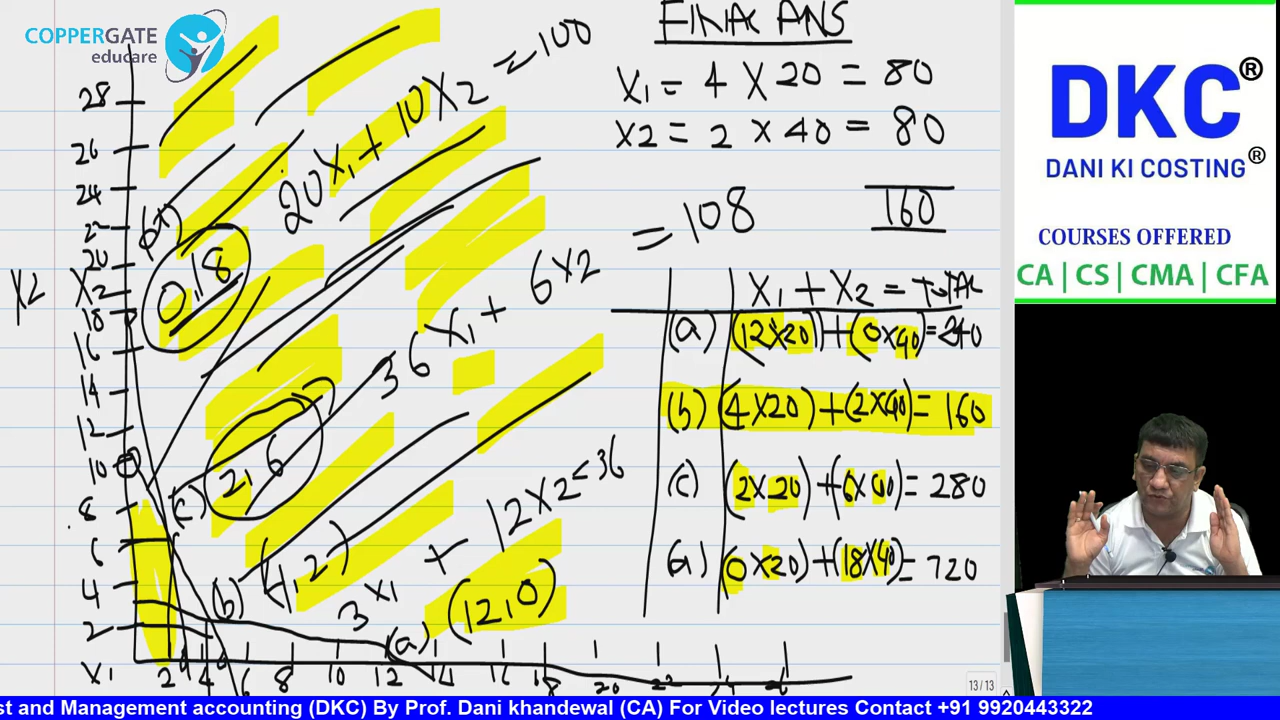 COPPERGATE
educare
FINAL ANS
X1 = 4 X 20 = 80
X2 = 2 X 40 = 80
160
20X1 + 10X2 = 100
36X1 + 6X2 = 108
3X1 + 12X2 < 36
X1 + X2 = TOTAL
(a) (12X20) + (0X40) = 240
(b) (4X20) + (2X40) = 160
(c) (2X20) + (6X40) = 280
(d) (0X20) + (18X40) = 720
0,18
(c) 2,6
(b) (4,2)
(a) (12,0)
28
26
24
22
20
X2 X2
18
16
14
12
10
8
6
4
2
X1 2 4 6 8 10 12 14 16 18 20 22 24
13/13
DKC®
DANI KI COSTING
COURSES OFFERED
CA | CS | CMA | CFA
st and Management accounting (DKC) By Prof. Dani khandewal (CA) For Video lectures Contact +91 9920443322